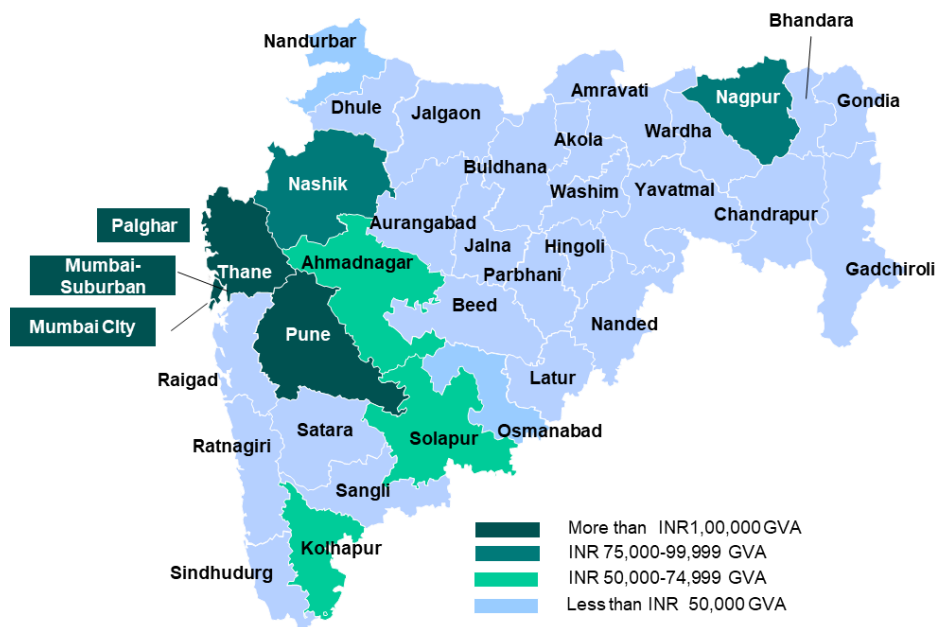 Bhandara
Nandurbar
Amravati
Nagpur
Gondia
Dhule
Jalgaon
Wardha
Akola
Buldhana
Nashik
Washim
Yavatmal
Palghar
Aurangabad
Chandrapur
Jalna
Hingoli
Thane
Ahmadnagar
Mumbai-
Suburban
Parbhani
Gadchiroli
Beed
Mumbai CIty
Pune
Nanded
Raigad
Latur
Satara
Osmanabad
Ratnagiri
Solapur
Sangli
Kolhapur
Sindhudurg
More than INR1,00,000 GVA
INR 75,000-99,999 GVA
INR 50,000-74,999 GVA
Less than INR 50,000 GVA